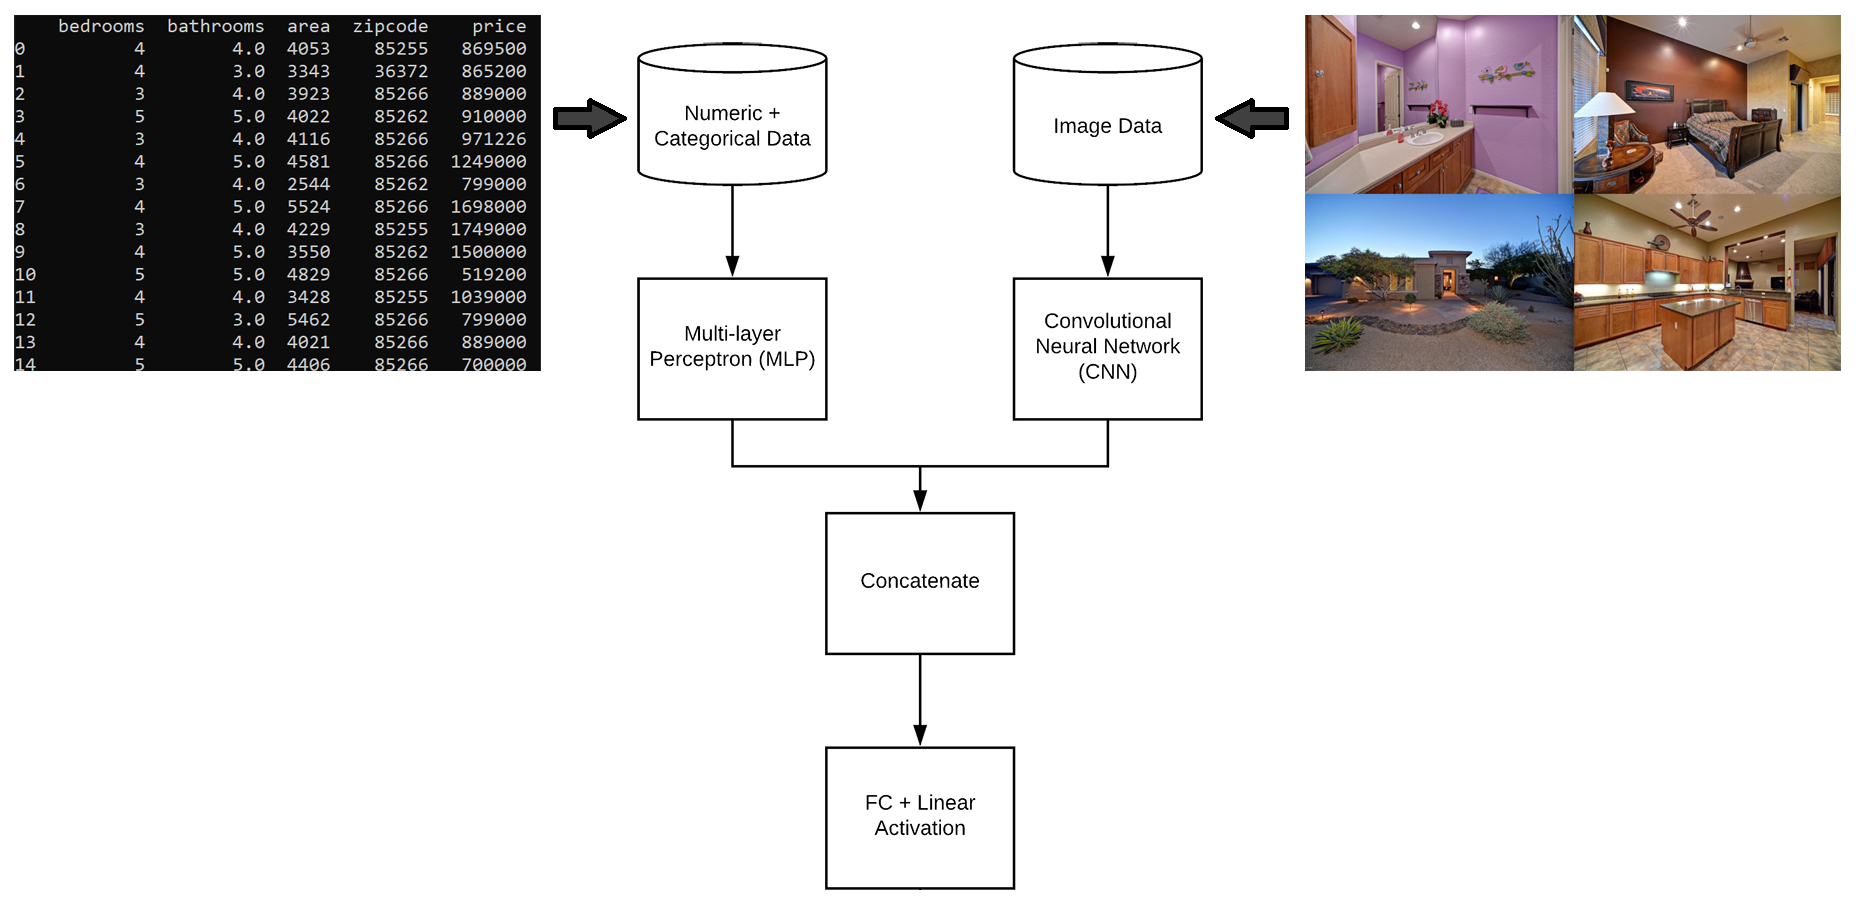 bedrooms bathrooms area zipcode price
0 4 4.0 4053 85255 869500
1 4 3.0 3343 36372 865200
2 3 4.0 3923 85266 889000
3 5 5.0 4022 85262 910000
4 3 4.0 4116 85266 971226
5 4 5.0 4581 85266 1249000
6 3 4.0 2544 85262 799000
7 4 5.0 5524 85266 1698000
8 3 4.0 4229 85255 1749000
9 4 5.0 3550 85262 1500000
10 5 5.0 4829 85266 519200
11 4 4.0 3428 85255 1039000
12 5 3.0 5462 85266 799000
13 4 4.0 4021 85266 889000
14 5 5.0 4406 85266 700000
Numeric +
Categorical Data
Image Data
Multi-layer
Perceptron (MLP)
Convolutional
Neural Network
(CNN)
Concatenate
FC + Linear
Activation